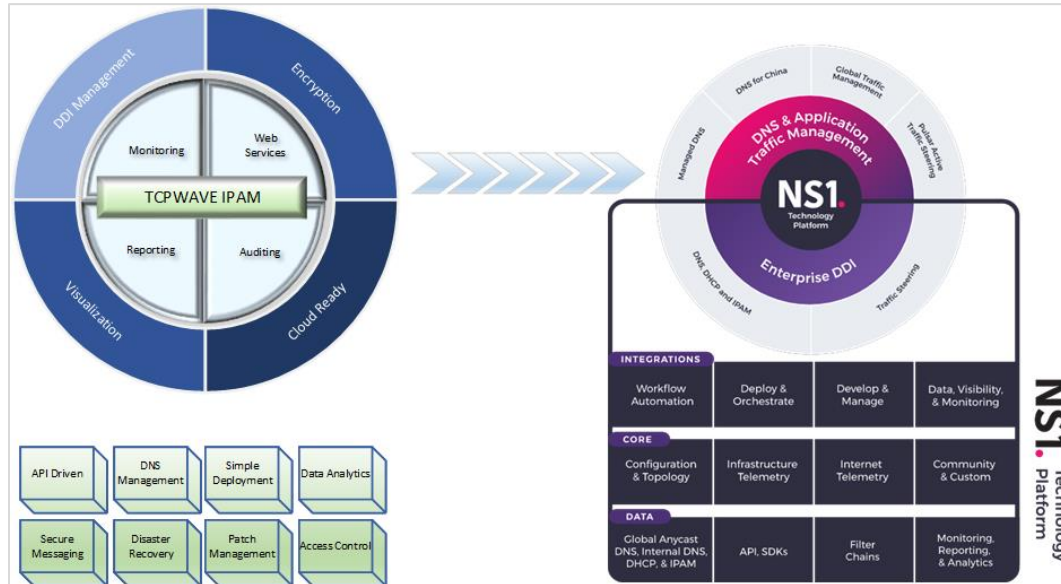 DDI Management
Encryption
Monitoring
Web
Services
TCPWAVE IPAM
Reporting
Auditing
Visualization
Cloud Ready
API Driven
DNS
Management
Simple
Deployment
Data Analytics
Secure
Messaging
Disaster
Recovery
Patch
Management
Access Control
DNS for China
Global Traffic
Management
Managed DNS
Pulsar Active
Traffic Steering
DNS & Application
Traffic Management
NS1.
Technology
Platform
Enterprise DDI
DNS, DHCP and IPAM
Traffic Steering
INTEGRATIONS
Workflow
Automation
Deploy &
Orchestrate
Develop &
Manage
Data, Visibility,
& Monitoring
CORE
Configuration
& Topology
Infrastructure
Telemetry
Internet
Telemetry
Community
& Custom
DATA
Global Anycast
DNS, Internal DNS,
DHCP, & IPAM
API, SDKs
Filter
Chains
Monitoring,
Reporting,
& Analytics
NS1.
Technology
Platform